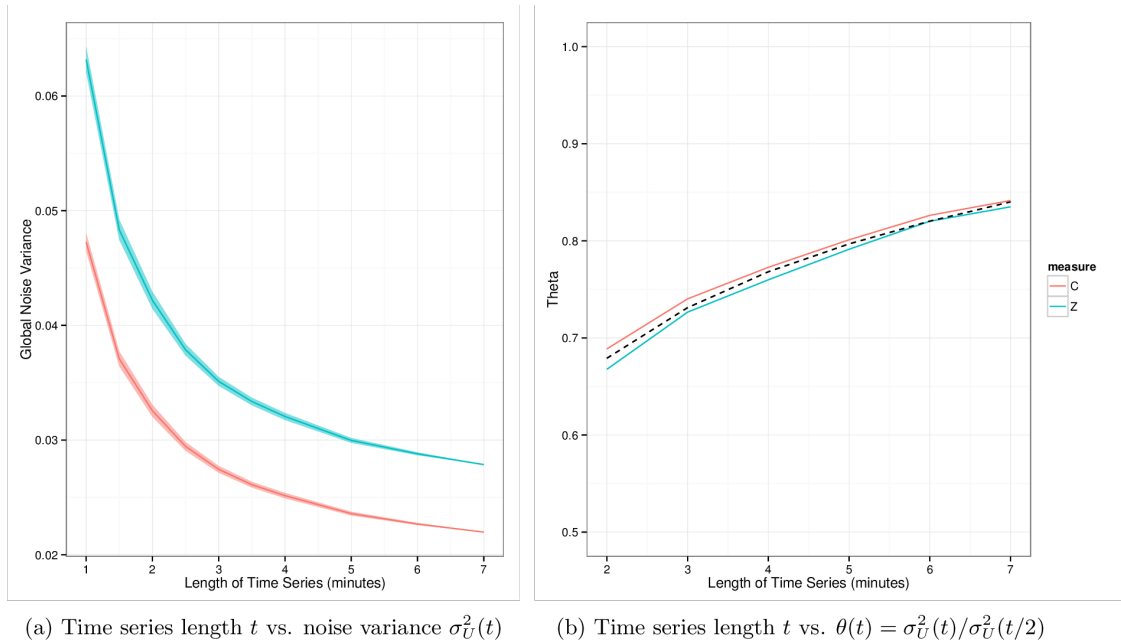 0.06
0.05
0.04
0.03
0.02
Global Noise Variance
1 2 3 4 5 6 7
Length of Time Series (minutes)
1.0
0.9
0.8
0.7
0.6
0.5
Theta
2 3 4 5 6 7
Length of Time Series (minutes)
measure
C
Z
(a) Time series length t vs. noise variance σ²_U(t)
(b) Time series length t vs. θ(t) = σ²_U(t)/σ²_U(t/2)